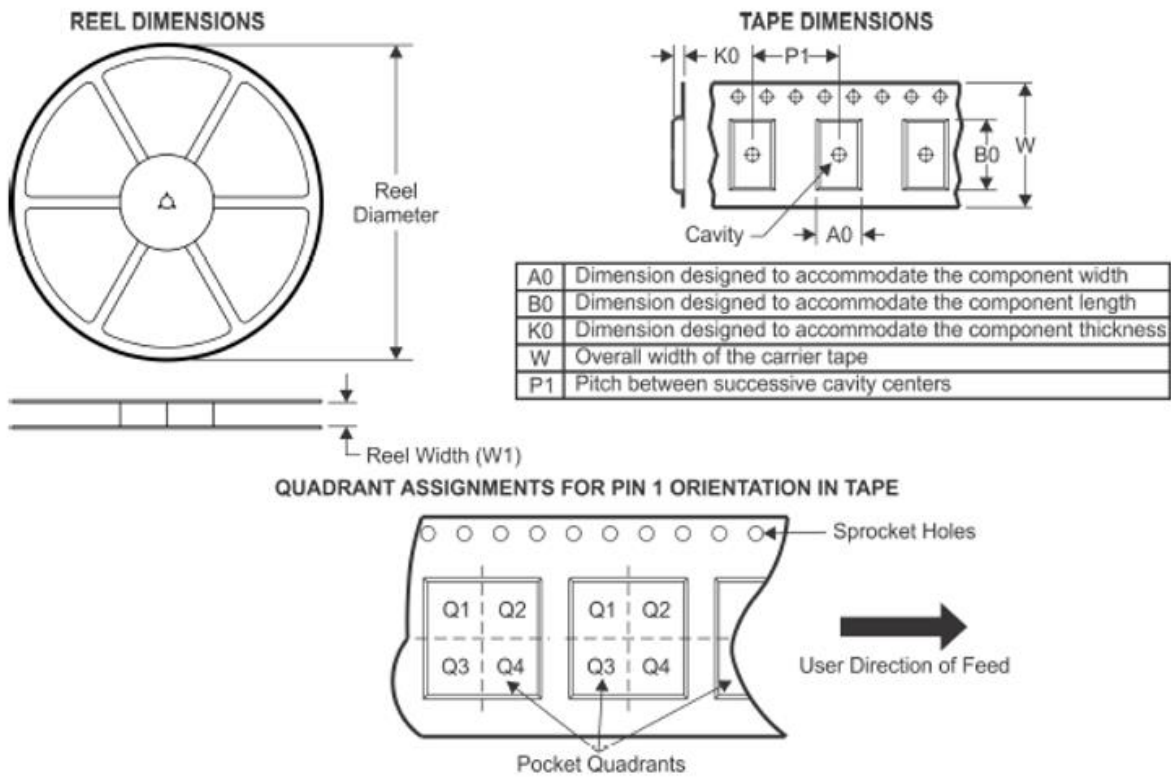 REEL DIMENSIONS
Reel
Diameter
Reel Width (W1)
TAPE DIMENSIONS
K0
P1
B0
W
Cavity
A0
A0 Dimension designed to accommodate the component width
B0 Dimension designed to accommodate the component length
K0 Dimension designed to accommodate the component thickness
W Overall width of the carrier tape
P1 Pitch between successive cavity centers
QUADRANT ASSIGNMENTS FOR PIN 1 ORIENTATION IN TAPE
Sprocket Holes
Q1 Q2 Q1 Q2
Q3 Q4 Q3 Q4
User Direction of Feed
Pocket Quadrants